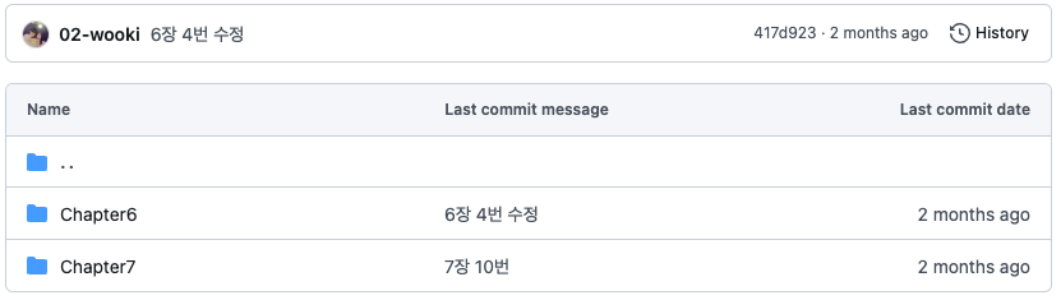 02-wooki 6장 4번 수정 417d923 · 2 months ago History
Name Last commit message Last commit date
..
Chapter6 6장 4번 수정 2 months ago
Chapter7 7장 10번 2 months ago